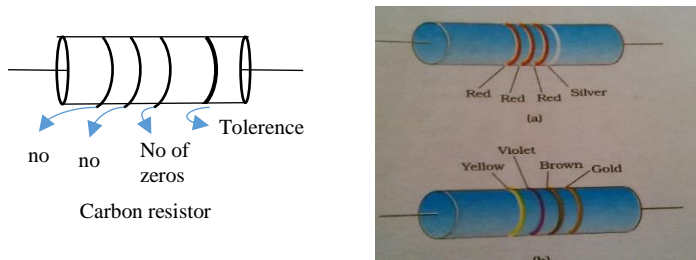 Tolerence
no
no
No of
zeros
Carbon resistor
Red
Red
Red
Silver
(a)
Violet
Yellow
Brown
Gold